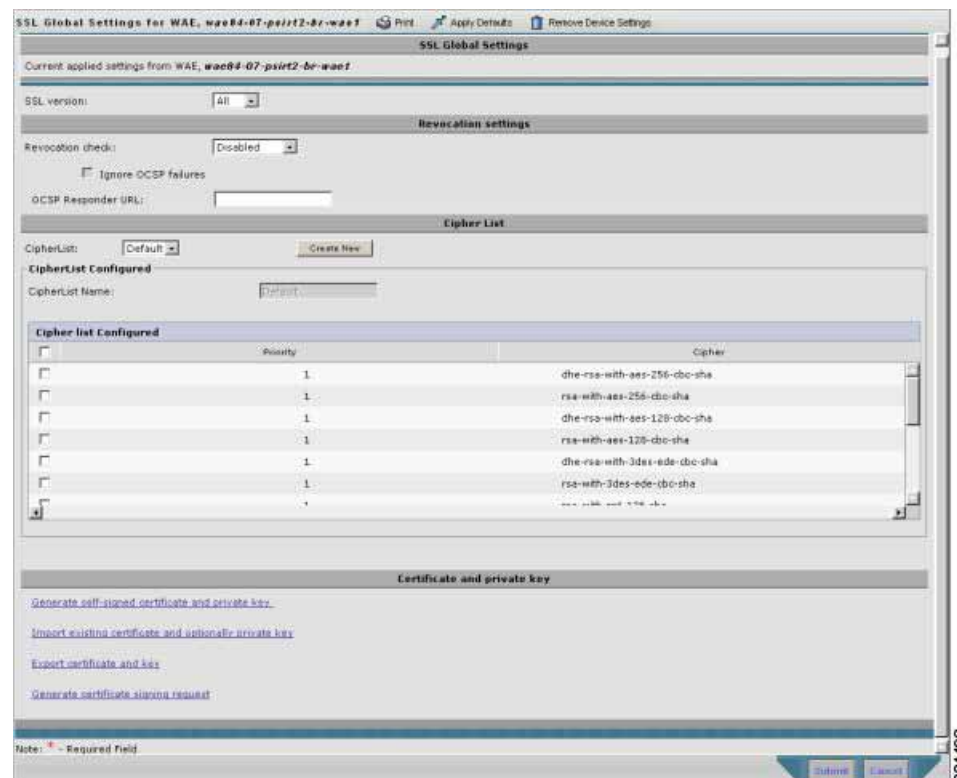 SSL Global Settings for WAE, wae84-07-psirt2-br-wae1 Print Apply Defaults Remove Device Settings
SSL Global Settings
Current applied settings from WAE, wae84-07-psirt2-br-wae1
SSL version: All
Revocation settings
Revocation check: Disabled
Ignore OCSP failures
OCSP Responder URL:
Cipher List
CipherList: Default Create New
CipherList Configured
CipherList Name: Default
Cipher list Configured
Priority Cipher
1 dhe-rsa-with-aes-256-cbc-sha
1 rsa-with-aes-256-cbc-sha
1 dhe-rsa-with-aes-128-cbc-sha
1 rsa-with-aes-128-cbc-sha
1 dhe-rsa-with-3des-ede-cbc-sha
1 rsa-with-3des-ede-cbc-sha
Certificate and private key
Generate self-signed certificate and private key.
Import existing certificate and optionally private key
Export certificate and key
Generate certificate signing request
Note: * - Required Field
Submit Cancel